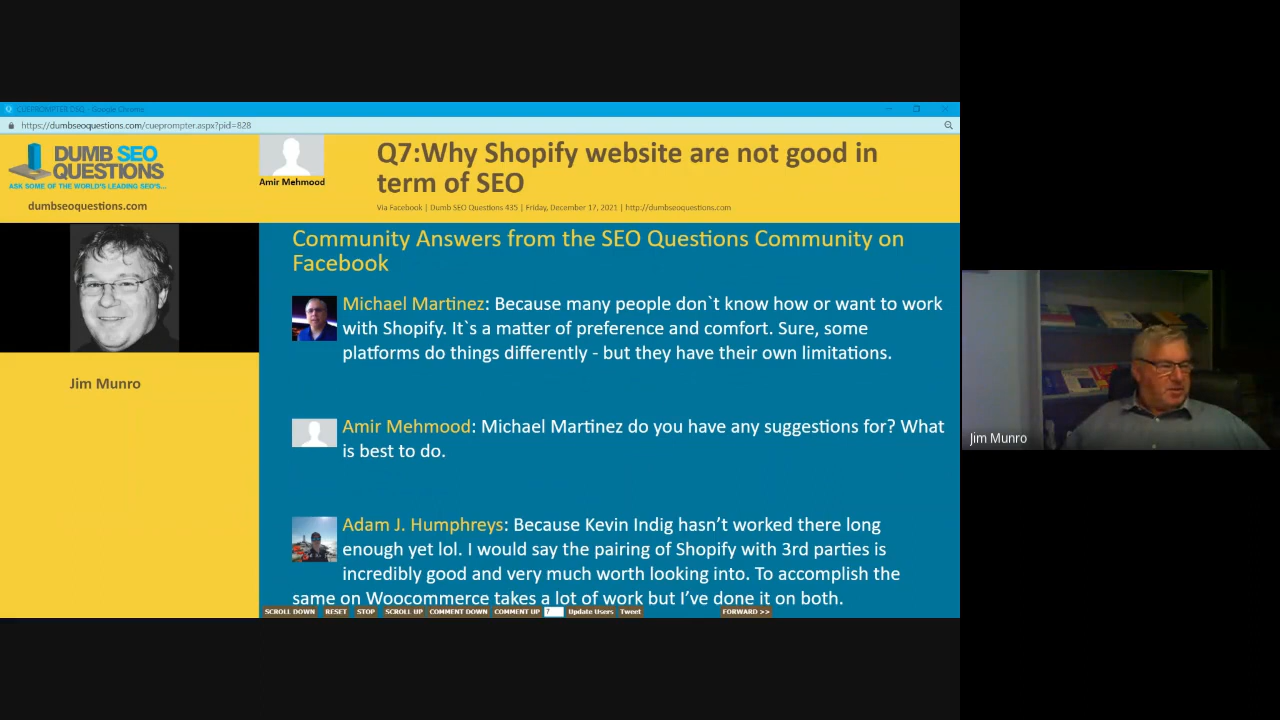 CUEPROMPTER DSQ - Google Chrome
https://dumbseoquestions.com/cueprompter.aspx?pid=828
DUMB SEO
QUESTIONS
ASK SOME OF THE WORLD'S LEADING SEO'S...
dumbseoquestions.com
Amir Mehmood
Q7:Why Shopify website are not good in
term of SEO
Via Facebook | Dumb SEO Questions 435 | Friday, December 17, 2021 | http://dumbseoquestions.com
Jim Munro
Community Answers from the SEO Questions Community on
Facebook
Michael Martinez: Because many people don`t know how or want to work
with Shopify. It`s a matter of preference and comfort. Sure, some
platforms do things differently - but they have their own limitations.
Amir Mehmood: Michael Martinez do you have any suggestions for? What
is best to do.
Adam J. Humphreys: Because Kevin Indig hasn’t worked there long
enough yet lol. I would say the pairing of Shopify with 3rd parties is
incredibly good and very much worth looking into. To accomplish the
same on Woocommerce takes a lot of work but I’ve done it on both.
SCROLL DOWN RESET STOP SCROLL UP COMMENT DOWN COMMENT UP 7 Update Users Tweet FORWARD >>
Jim Munro